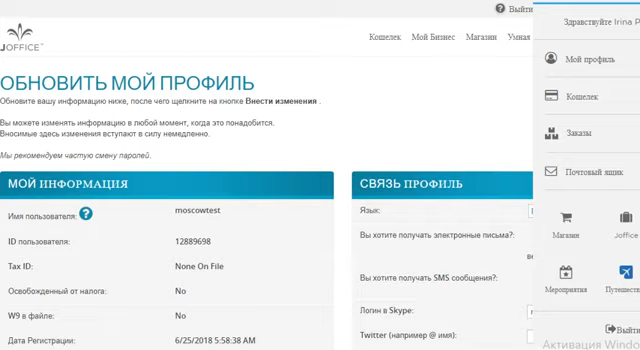 Выйти
JOFFICE™
Кошелек Мой Бизнес Магазин Умная
ОБНОВИТЬ МОЙ ПРОФИЛЬ
Обновите вашу информацию ниже, после чего щелкните на кнопке Внести изменения .
Вы можете изменять информацию в любой момент, когда это понадобится.
Вносимые здесь изменения вступают в силу немедленно.
Мы рекомендуем частую смену паролей.
МОЙ ИНФОРМАЦИЯ
Имя пользователя: ? moscowtest
ID пользователя: 12889698
Tax ID: None On File
Освобожденный от налога: No
W9 в файле: No
Дата Регистрации: 6/25/2018 5:58:38 AM
СВЯЗЬ ПРОФИЛЬ
Язык:
Вы хотите получать электронные письма?:
Вы хотите получать SMS сообщения?:
Логин в Skype:
Twitter (например @ имя):
Здравствуйте Irina P
Мой профиль
Кошелек
Заказы
Почтовый ящик
Магазин Joffice
Мероприятия Путешеств
Выйти
Активация Windo